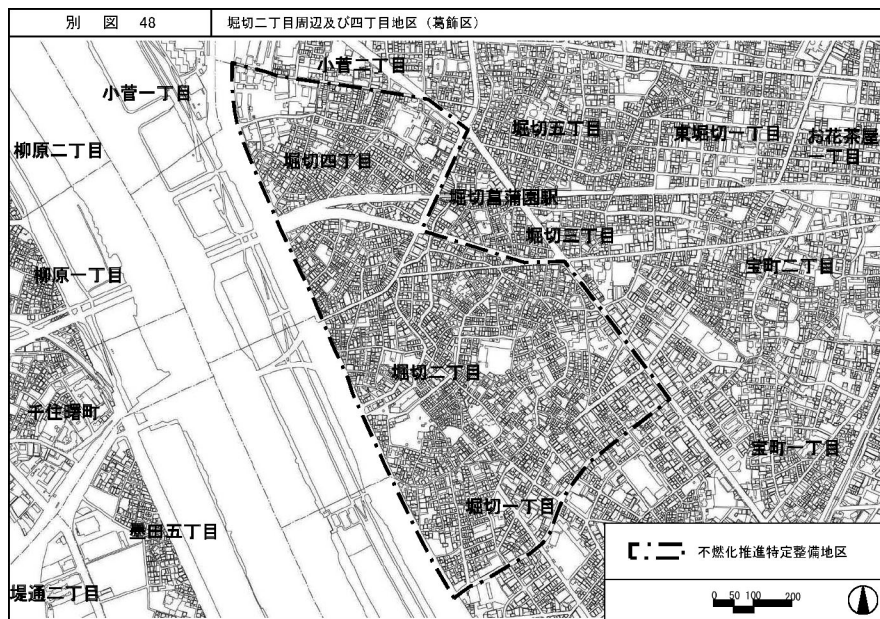 別 図 48
堀切二丁目周辺及び四丁目地区（葛飾区）
小菅二丁目
小菅一丁目
堀切五丁目
東堀切一丁目
お花茶屋
一丁目
柳原二丁目
堀切四丁目
堀切菖蒲園駅
堀切三丁目
柳原一丁目
宝町二丁目
堀切二丁目
千住曙町
宝町一丁目
堀切一丁目
墨田五丁目
堤通二丁目
不燃化推進特定整備地区
0 50 100 200